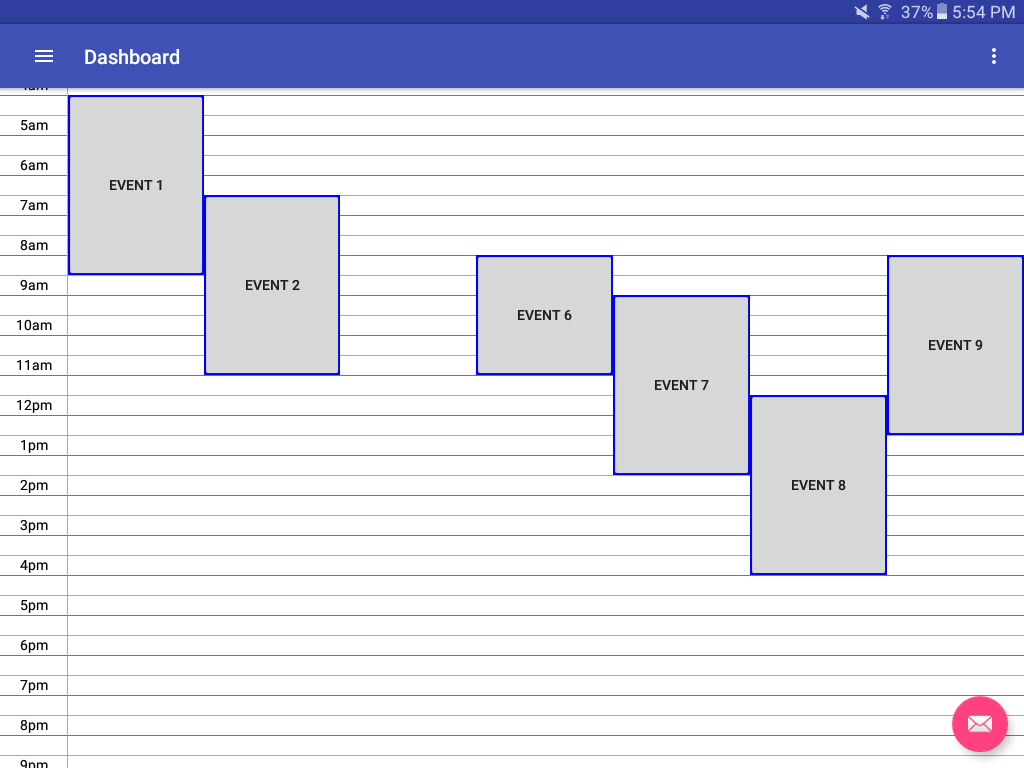 37% 5:54 PM
Dashboard
4am
5am
EVENT 1
6am
7am
8am
EVENT 2
9am
EVENT 6
10am
EVENT 9
11am
EVENT 7
12pm
1pm
EVENT 8
2pm
3pm
4pm
5pm
6pm
7pm
8pm
9pm